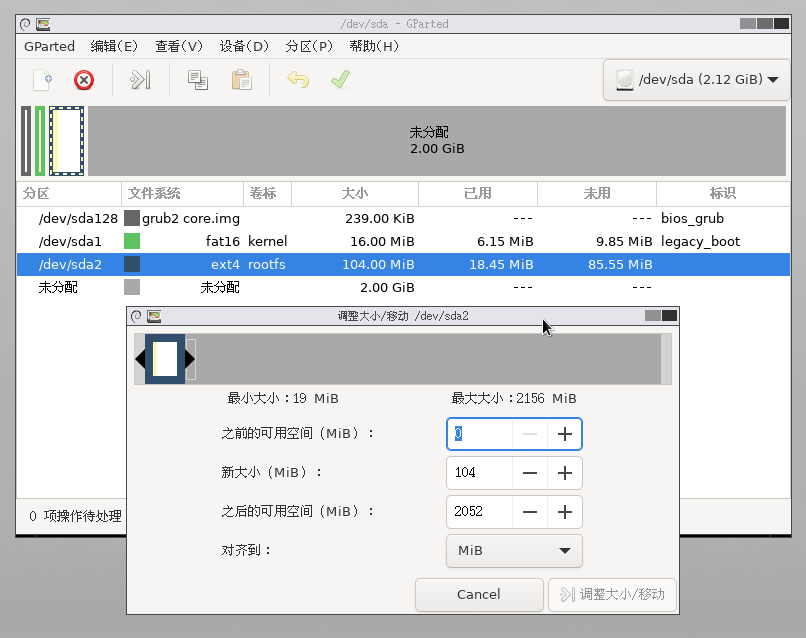 /dev/sda - GParted
GParted 编辑(E) 查看(V) 设备(D) 分区(P) 帮助(H)
/dev/sda (2.12 GiB)
未分配
2.00 GiB
分区 文件系统 卷标 大小 已用 未用 标识
/dev/sda128 grub2 core.img 239.00 KiB --- --- bios_grub
/dev/sda1 fat16 kernel 16.00 MiB 6.15 MiB 9.85 MiB legacy_boot
/dev/sda2 ext4 rootfs 104.00 MiB 18.45 MiB 85.55 MiB
未分配 未分配 2.00 GiB --- ---
调整大小/移动 /dev/sda2
最小大小：19 MiB 最大大小：2156 MiB
之前的可用空间（MiB）： 0
新大小（MiB）： 104
之后的可用空间（MiB）： 2052
对齐到： MiB
Cancel 调整大小/移动
0 项操作待处理